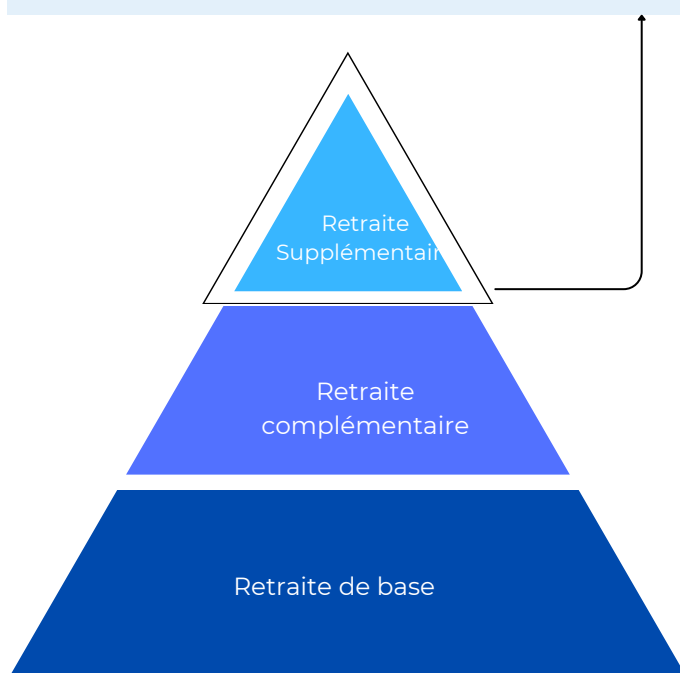 Retraite
Supplémentair
Retraite
complémentaire
Retraite de base